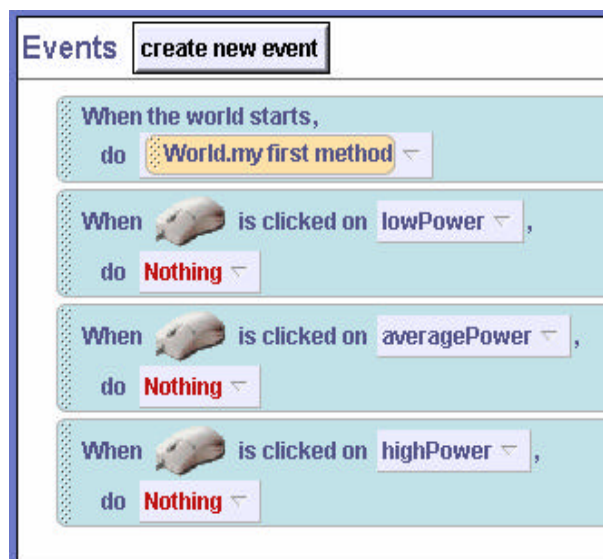 Events create new event
When the world starts,
do World.my first method
When is clicked on lowPower ,
do Nothing
When is clicked on averagePower ,
do Nothing
When is clicked on highPower ,
do Nothing